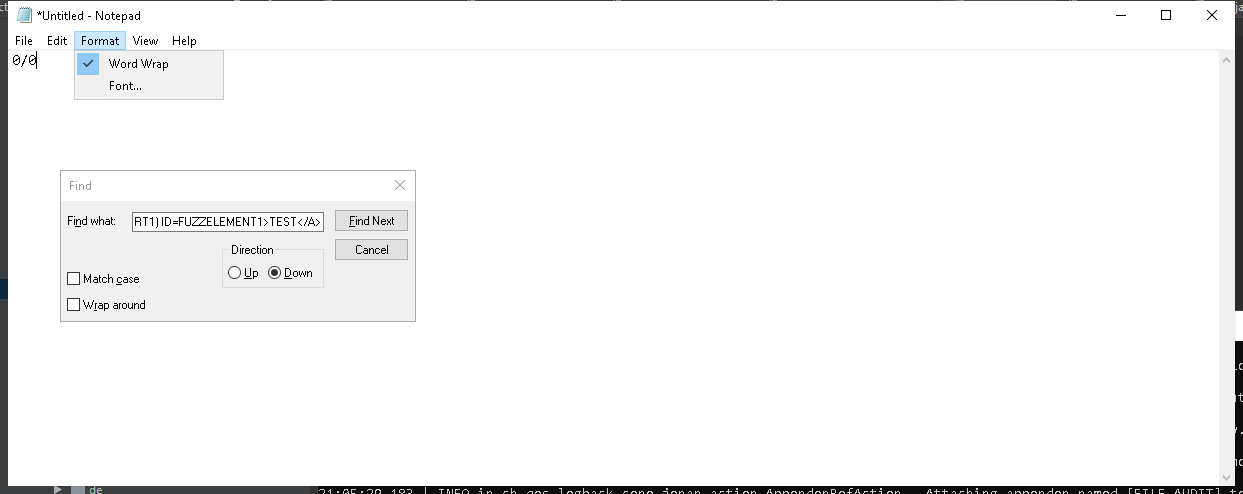 *Untitled - Notepad
File Edit Format View Help
0/0
Word Wrap
Font...
Find
Find what: RT1) ID=FUZZELEMENT1>TEST</A> Find Next
Direction Cancel
Up Down
Match case
Wrap around
de
21:05:29,183 | INFO in ch.qos.logback.core.joran.action.AppenderRefAction - Attaching appender named [FILE_AUDIT] t